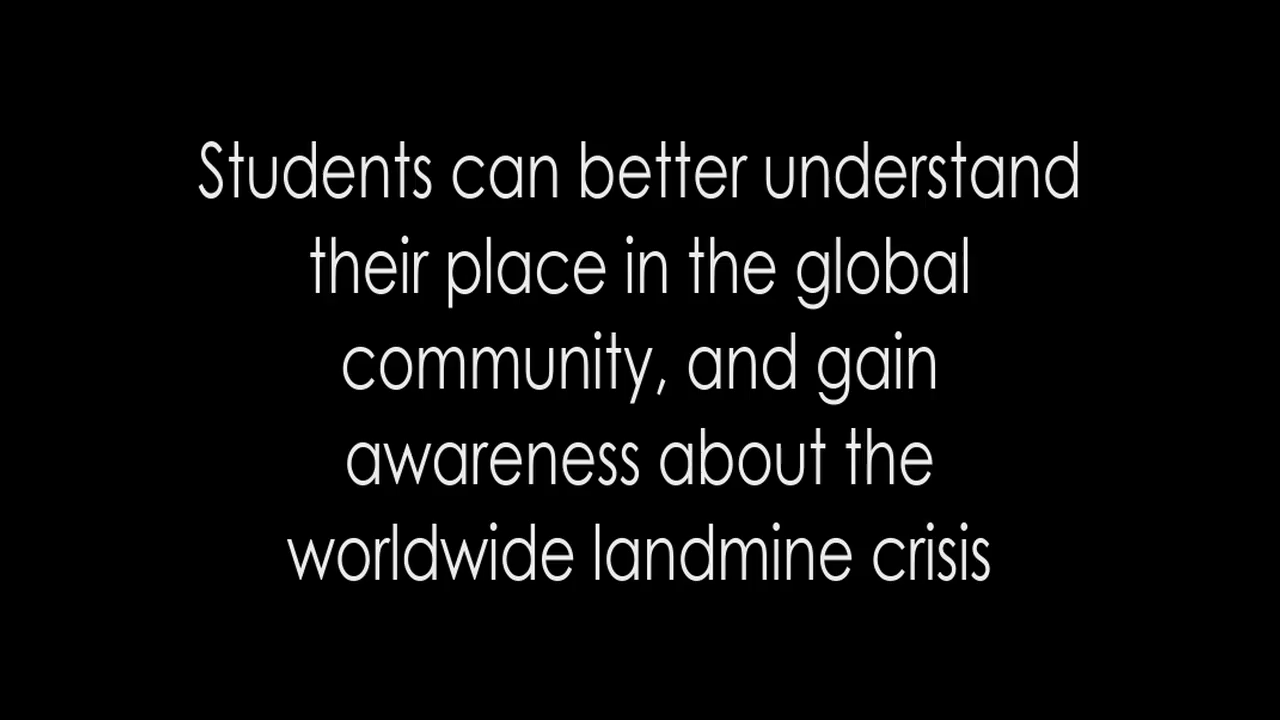 Students can better understand
their place in the global
community, and gain
awareness about the
worldwide landmine crisis